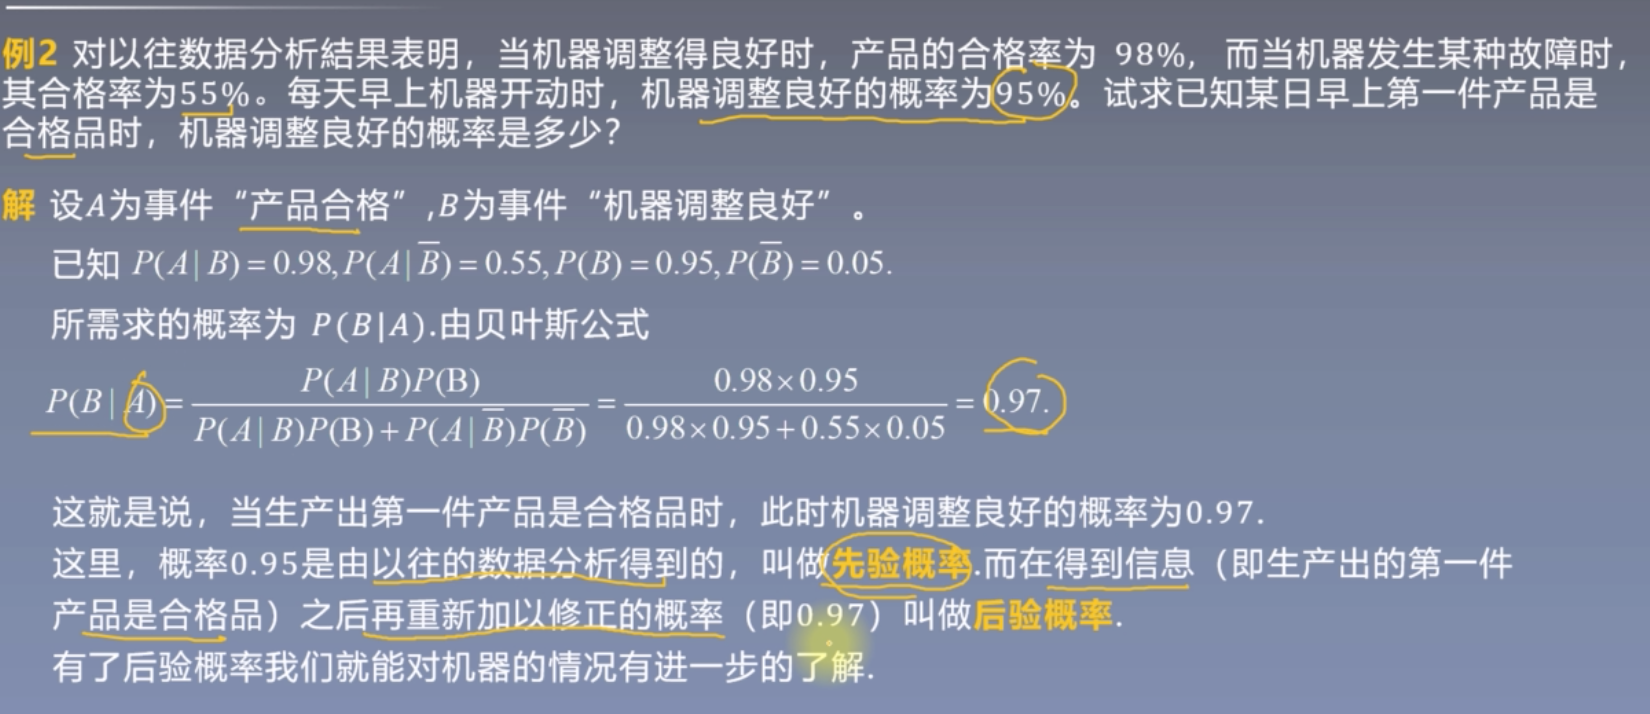 例2 对以往数据分析結果表明，当机器调整得良好时，产品的合格率为 98%， 而当机器发生某种故障时，
其合格率为55%。每天早上机器开动时，机器调整良好的概率为95%。试求已知某日早上第一件产品是
合格品时，机器调整良好的概率是多少？
解 设A为事件“产品合格”,B为事件“机器调整良好”。
已知 P(A|B)=0.98,P(A|B̅)=0.55,P(B)=0.95,P(B̅)=0.05.
所需求的概率为 P(B|A).由贝叶斯公式
P(B|A)= P(A|B)P(B) / P(A|B)P(B)+P(A|B̅)P(B̅) = 0.98×0.95 / 0.98×0.95+0.55×0.05 = 0.97.
这就是说，当生产出第一件产品是合格品时，此时机器调整良好的概率为0.97.
这里，概率0.95是由以往的数据分析得到的，叫做先验概率.而在得到信息（即生产出的第一件
产品是合格品）之后再重新加以修正的概率（即0.97）叫做后验概率.
有了后验概率我们就能对机器的情况有进一步的了解.